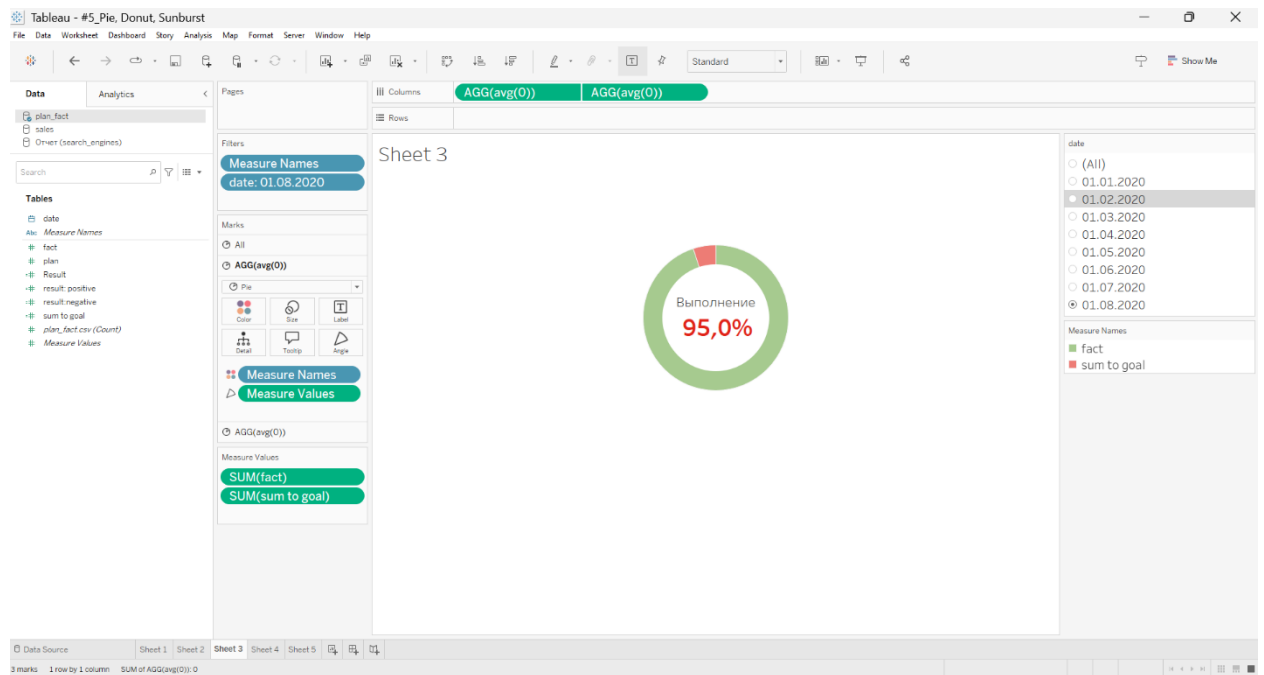 Tableau - #5_Pie, Donut, Sunburst
File Data Worksheet Dashboard Story Analysis Map Format Server Window Help
Standard
Show Me
Data Analytics
plan_fact
sales
Отчет (search_engines)
Search
Tables
date
Abc Measure Names
# fact
# plan
=# Result
=# result: positive
=# result:negative
=# sum to goal
# plan_fact.csv (Count)
# Measure Values
Pages
Filters
Measure Names
date: 01.08.2020
Marks
All
AGG(avg(0))
Pie
Color Size Label
Detail Tooltip Angle
Measure Names
Measure Values
AGG(avg(0))
Measure Values
SUM(fact)
SUM(sum to goal)
Columns AGG(avg(0)) AGG(avg(0))
Rows
Sheet 3
Выполнение
95,0%
date
(All)
01.01.2020
01.02.2020
01.03.2020
01.04.2020
01.05.2020
01.06.2020
01.07.2020
01.08.2020
Measure Names
fact
sum to goal
Data Source Sheet 1 Sheet 2 Sheet 3 Sheet 4 Sheet 5
3 marks 1 row by 1 column SUM of AGG(avg(0)): 0